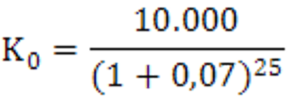 K₀ = 10.000 / (1 + 0,07)²⁵